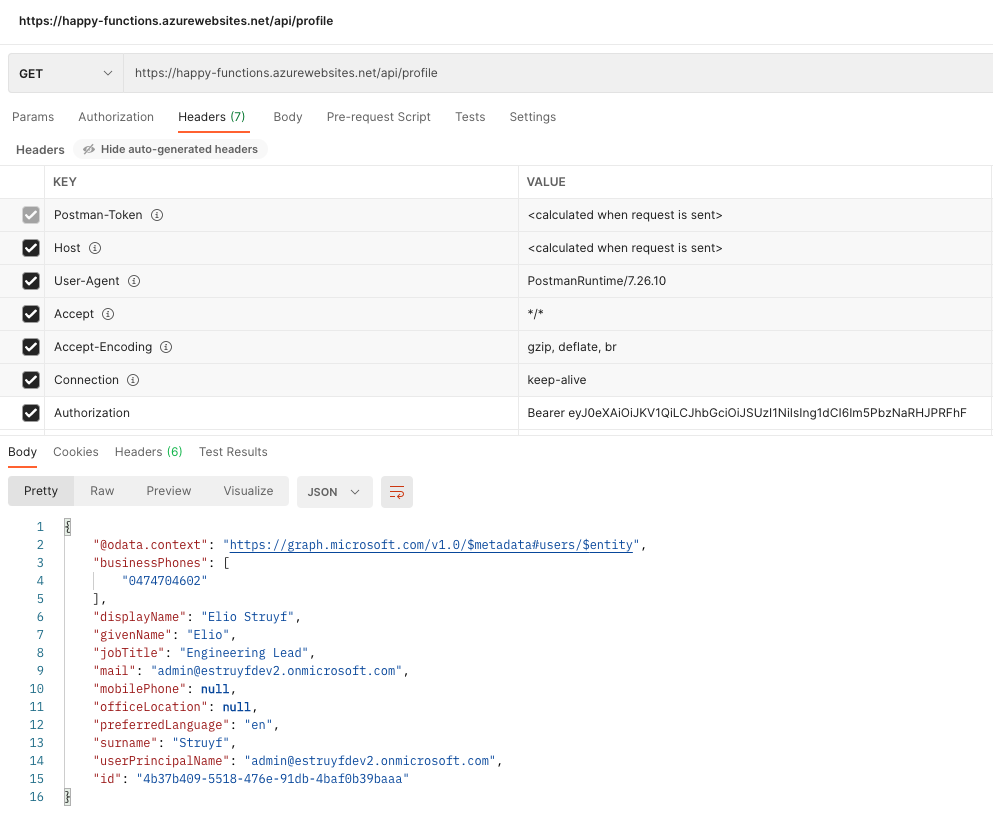 https://happy-functions.azurewebsites.net/api/profile
GET https://happy-functions.azurewebsites.net/api/profile
Params Authorization Headers (7) Body Pre-request Script Tests Settings
Headers Hide auto-generated headers
KEY VALUE
Postman-Token <calculated when request is sent>
Host <calculated when request is sent>
User-Agent PostmanRuntime/7.26.10
Accept */*
Accept-Encoding gzip, deflate, br
Connection keep-alive
Authorization Bearer eyJ0eXAiOiJKV1QiLCJhbGciOiJSUzI1NiIsIng1dCI6Im5PbzNaRHJPRFhF
Body Cookies Headers (6) Test Results
Pretty Raw Preview Visualize JSON
1 {
2 "@odata.context": "https://graph.microsoft.com/v1.0/$metadata#users/$entity",
3 "businessPhones": [
4 "0474704602"
5 ],
6 "displayName": "Elio Struyf",
7 "givenName": "Elio",
8 "jobTitle": "Engineering Lead",
9 "mail": "admin@estruyfdev2.onmicrosoft.com",
10 "mobilePhone": null,
11 "officeLocation": null,
12 "preferredLanguage": "en",
13 "surname": "Struyf",
14 "userPrincipalName": "admin@estruyfdev2.onmicrosoft.com",
15 "id": "4b37b409-5518-476e-91db-4baf0b39baaa"
16 }